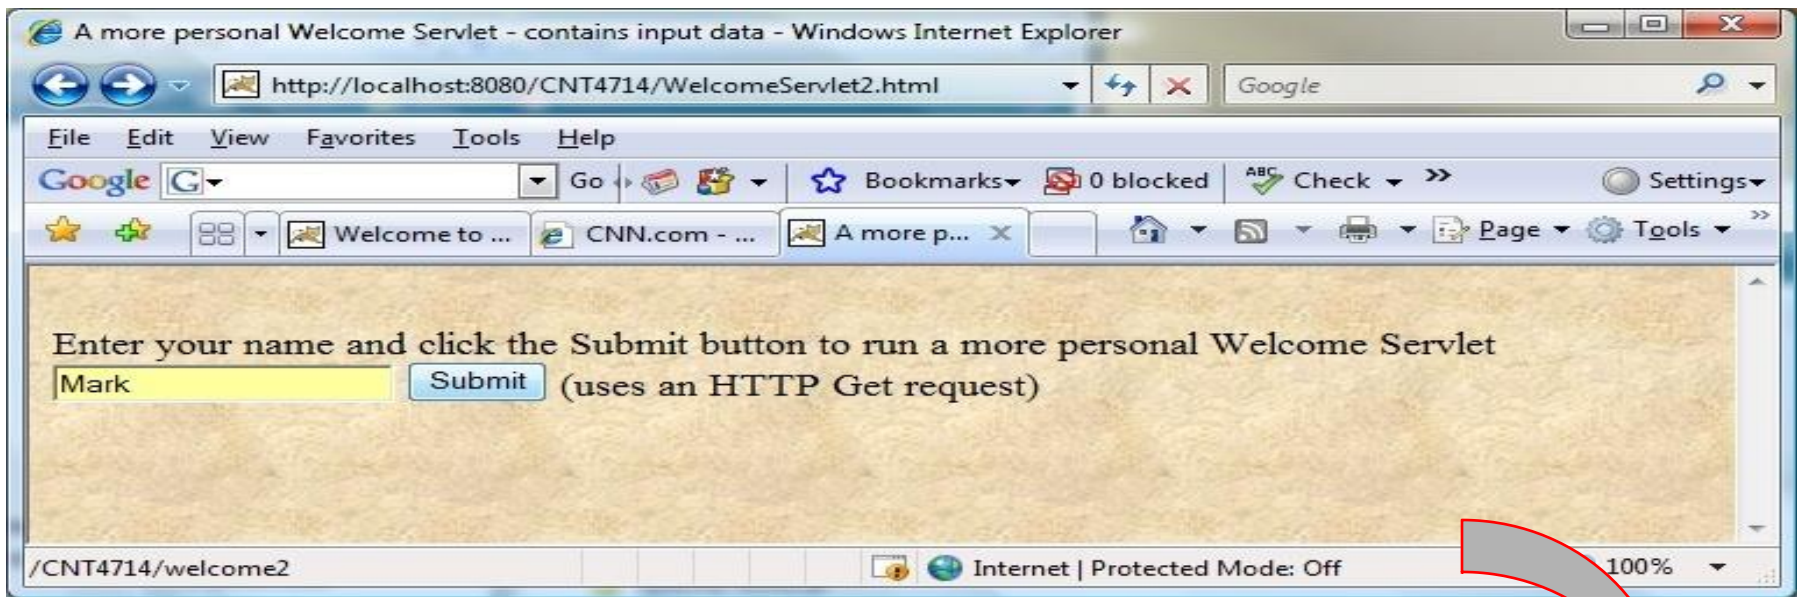 A more personal Welcome Servlet - contains input data - Windows Internet Explorer
http://localhost:8080/CNT4714/WelcomeServlet2.html Google
File Edit View Favorites Tools Help
Google G Go Bookmarks 0 blocked ABC Check >> Settings
Welcome to ... CNN.com - ... A more p... Page Tools >>
Enter your name and click the Submit button to run a more personal Welcome Servlet
Mark Submit (uses an HTTP Get request)
/CNT4714/welcome2 Internet | Protected Mode: Off 100%